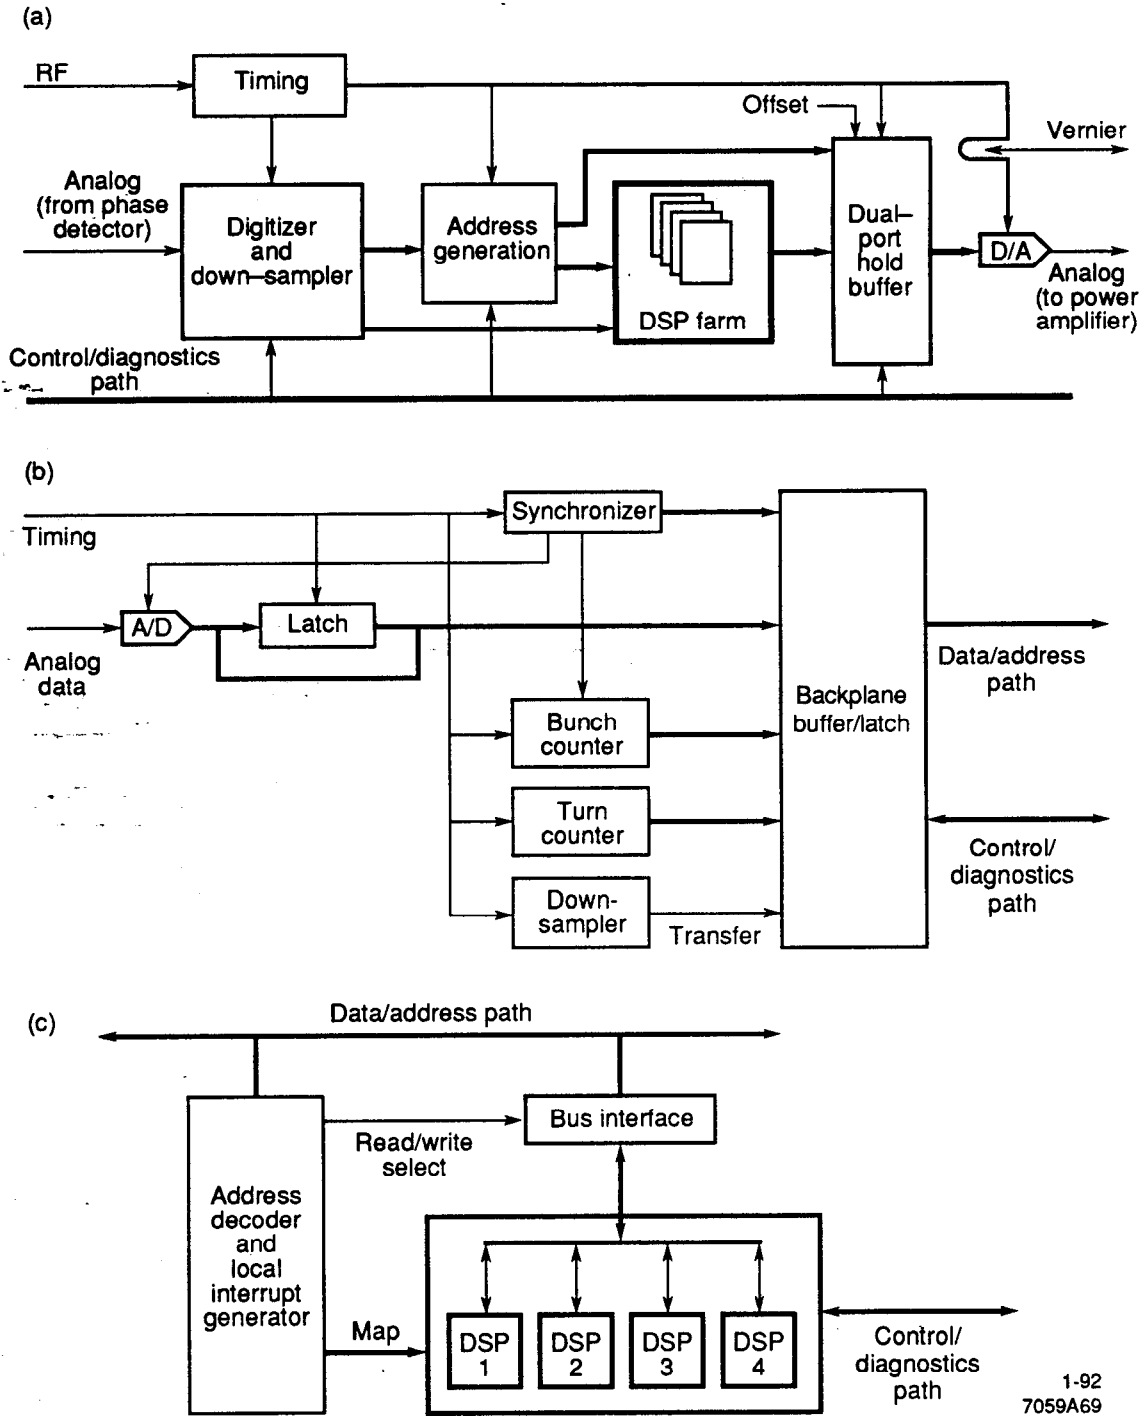 (a)
RF
Timing
Offset
Vernier
Analog
(from phase
detector)
Digitizer
and
down–sampler
Address
generation
DSP farm
Dual–
port
hold
buffer
D/A
Analog
(to power
amplifier)
Control/diagnostics
path
(b)
Timing
Synchronizer
A/D
Latch
Analog
data
Bunch
counter
Turn
counter
Down-
sampler
Transfer
Backplane
buffer/latch
Data/address
path
Control/
diagnostics
path
(c)
Data/address path
Bus interface
Read/write
select
Address
decoder
and
local
interrupt
generator
Map
DSP
1
DSP
2
DSP
3
DSP
4
Control/
diagnostics
path
1-92
7059A69